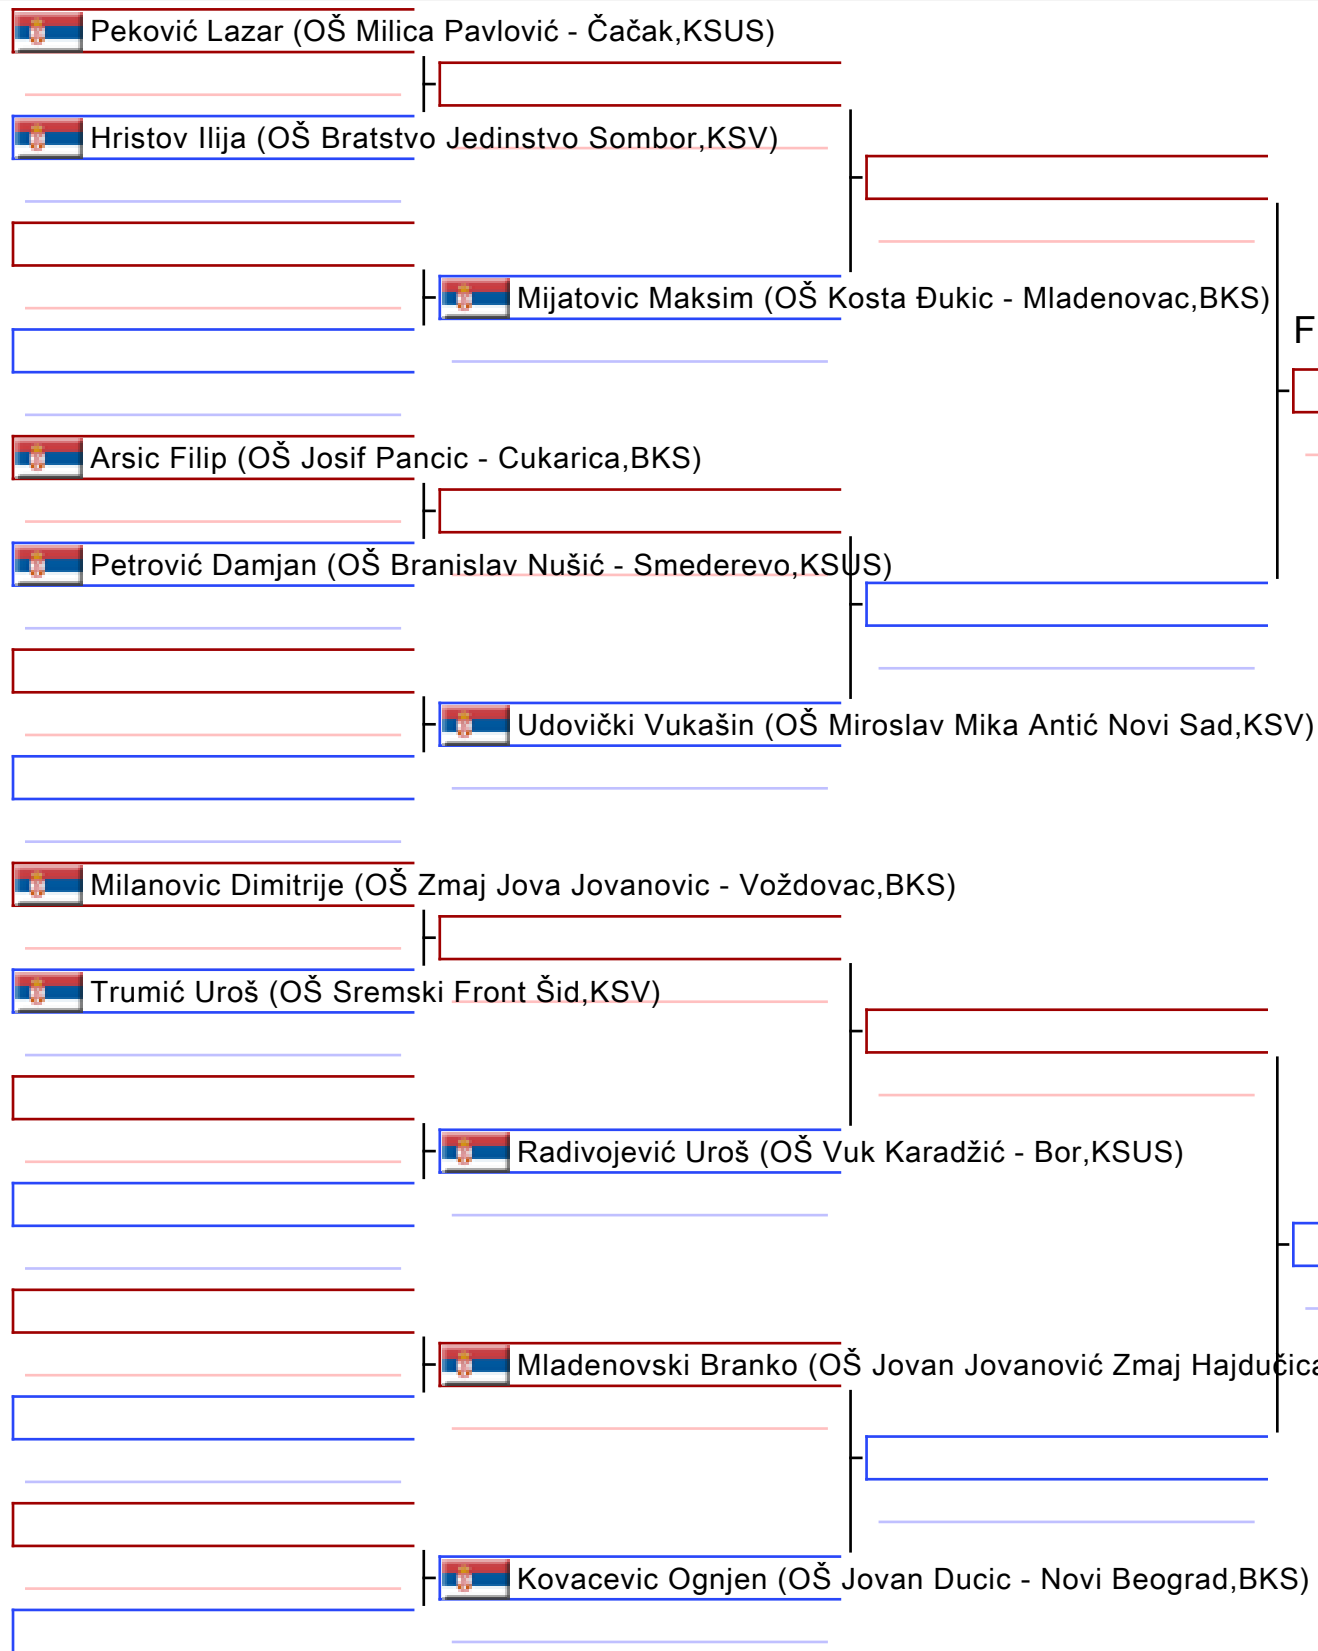 Peković Lazar (OŠ Milica Pavlović - Čačak,KSUS)
Hristov Ilija (OŠ Bratstvo Jedinstvo Sombor,KSV)
Mijatovic Maksim (OŠ Kosta Đukic - Mladenovac,BKS)
F
Arsic Filip (OŠ Josif Pancic - Cukarica,BKS)
Petrović Damjan (OŠ Branislav Nušić - Smederevo,KSUS)
Udovički Vukašin (OŠ Miroslav Mika Antić Novi Sad,KSV)
Milanovic Dimitrije (OŠ Zmaj Jova Jovanovic - Voždovac,BKS)
Trumić Uroš (OŠ Sremski Front Šid,KSV)
Radivojević Uroš (OŠ Vuk Karadžić - Bor,KSUS)
Mladenovski Branko (OŠ Jovan Jovanović Zmaj Hajdučica
Kovacevic Ognjen (OŠ Jovan Ducic - Novi Beograd,BKS)